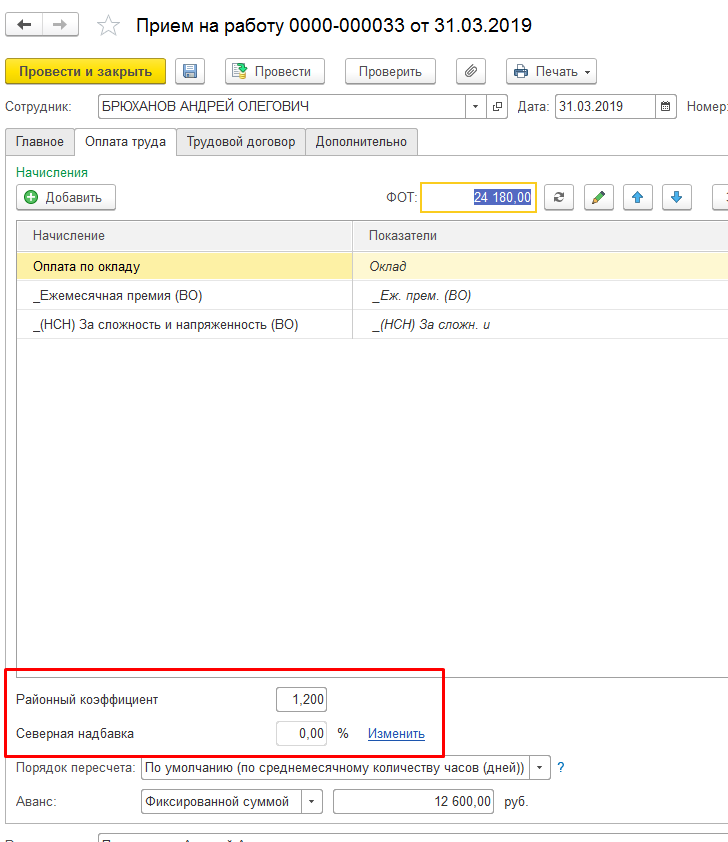 Прием на работу 0000-000033 от 31.03.2019
Провести и закрыть Провести Проверить Печать
Сотрудник: БРЮХАНОВ АНДРЕЙ ОЛЕГОВИЧ Дата: 31.03.2019 Номер:
Главное Оплата труда Трудовой договор Дополнительно
Начисления
Добавить ФОТ: 24 180,00
Начисление Показатели
Оплата по окладу Оклад
_Ежемесячная премия (ВО) _Еж. прем. (ВО)
_(НСН) За сложность и напряженность (ВО) _(НСН) За сложн. и
Районный коэффициент 1,200
Северная надбавка 0,00 % Изменить
Порядок пересчета: По умолчанию (по среднемесячному количеству часов (дней)) ?
Аванс: Фиксированной суммой 12 600,00 руб.